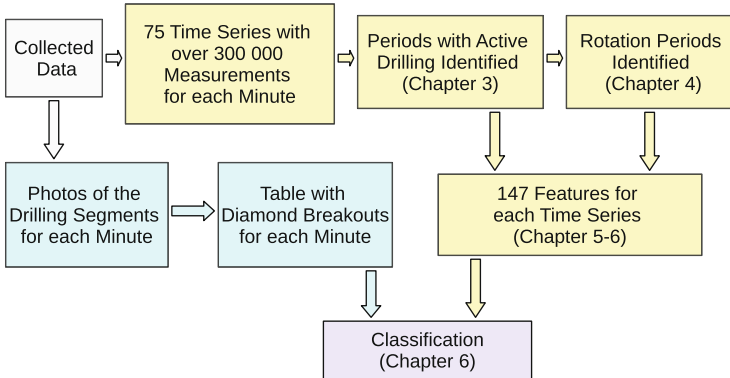 Collected
Data
75 Time Series with
over 300 000
Measurements
for each Minute
Periods with Active
Drilling Identified
(Chapter 3)
Rotation Periods
Identified
(Chapter 4)
Photos of the
Drilling Segments
for each Minute
Table with
Diamond Breakouts
for each Minute
147 Features for
each Time Series
(Chapter 5-6)
Classification
(Chapter 6)